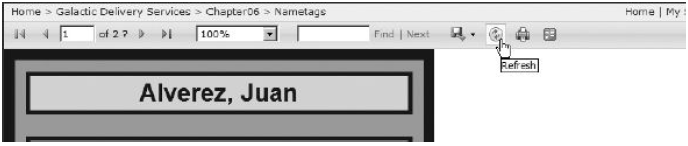 Home > Galactic Delivery Services > Chapter06 > Nametags
Home | My
1 of 2 ? 100% Find | Next
Refresh
Alverez, Juan